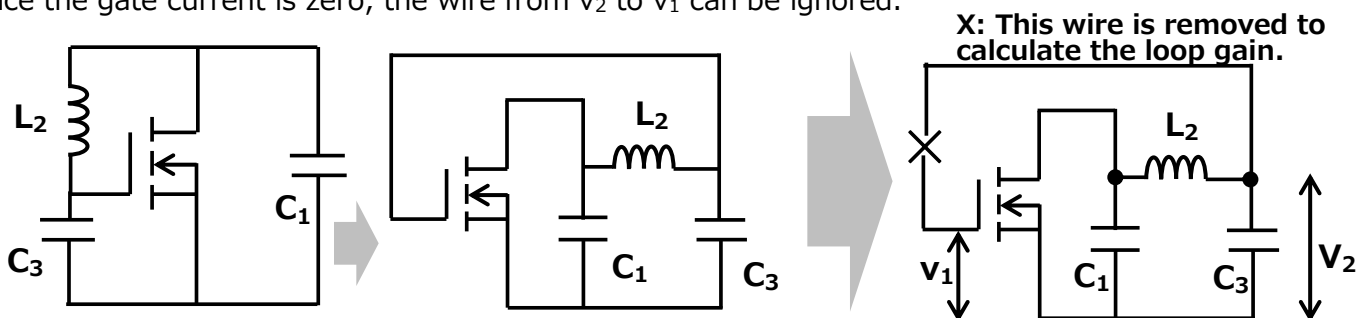 the gate current is zero, the wire from v₂ to v₁ can be ignored.
X: This wire is removed to
calculate the loop gain.
L₂
C₃
C₁
L₂
C₁
C₃
L₂
v₁
C₁
C₃
V₂